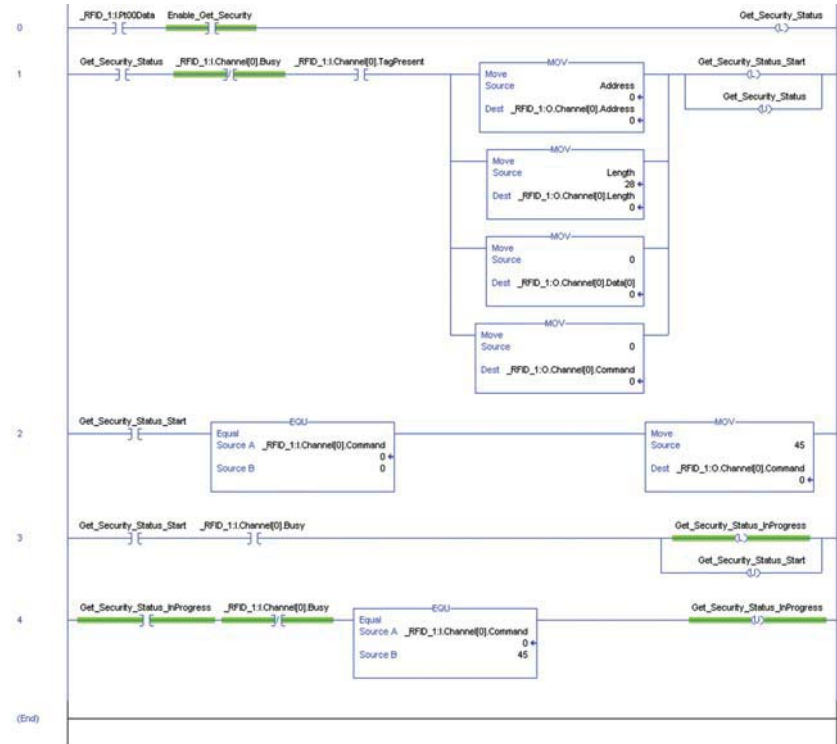 _RFID_1:I.Pt00Data Enable_Get_Security Get_Security_Status
0 (L)
Get_Security_Status _RFID_1:I.Channel[0].Busy _RFID_1:I.Channel[0].TagPresent MOV Get_Security_Status_Start
1 Move (L)
Source Address
0
Dest _RFID_1:O.Channel[0].Address
0
Get_Security_Status
(U)
MOV
Move
Source Length
28
Dest _RFID_1:O.Channel[0].Length
0
MOV
Move
Source 0
Dest _RFID_1:O.Channel[0].Data[0]
0
MOV
Move
Source 0
Dest _RFID_1:O.Channel[0].Command
0
Get_Security_Status_Start EQU MOV
2 Equal Move
Source A _RFID_1:I.Channel[0].Command Source 45
0
Source B 0 Dest _RFID_1:O.Channel[0].Command
0
Get_Security_Status_Start _RFID_1:I.Channel[0].Busy Get_Security_Status_InProgress
3 (L)
Get_Security_Status_Start
(U)
Get_Security_Status_InProgress _RFID_1:I.Channel[0].Busy EQU Get_Security_Status_InProgress
4 Equal (U)
Source A _RFID_1:I.Channel[0].Command
0
Source B 45
(End)